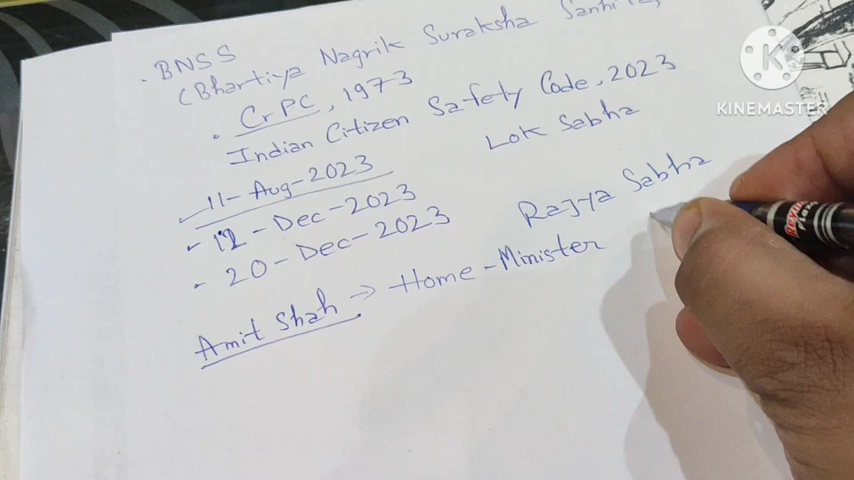 • BNSS
(Bhartiya Nagrik Suraksha Sanhita,
• CrPC, 1973
Indian Citizen Safety Code, 2023
- 11-Aug-2023
Lok Sabha
- 12-Dec-2023
- 20-Dec-2023
Rajya Sabha
Amit Shah → Home-Minister
KINEMASTER